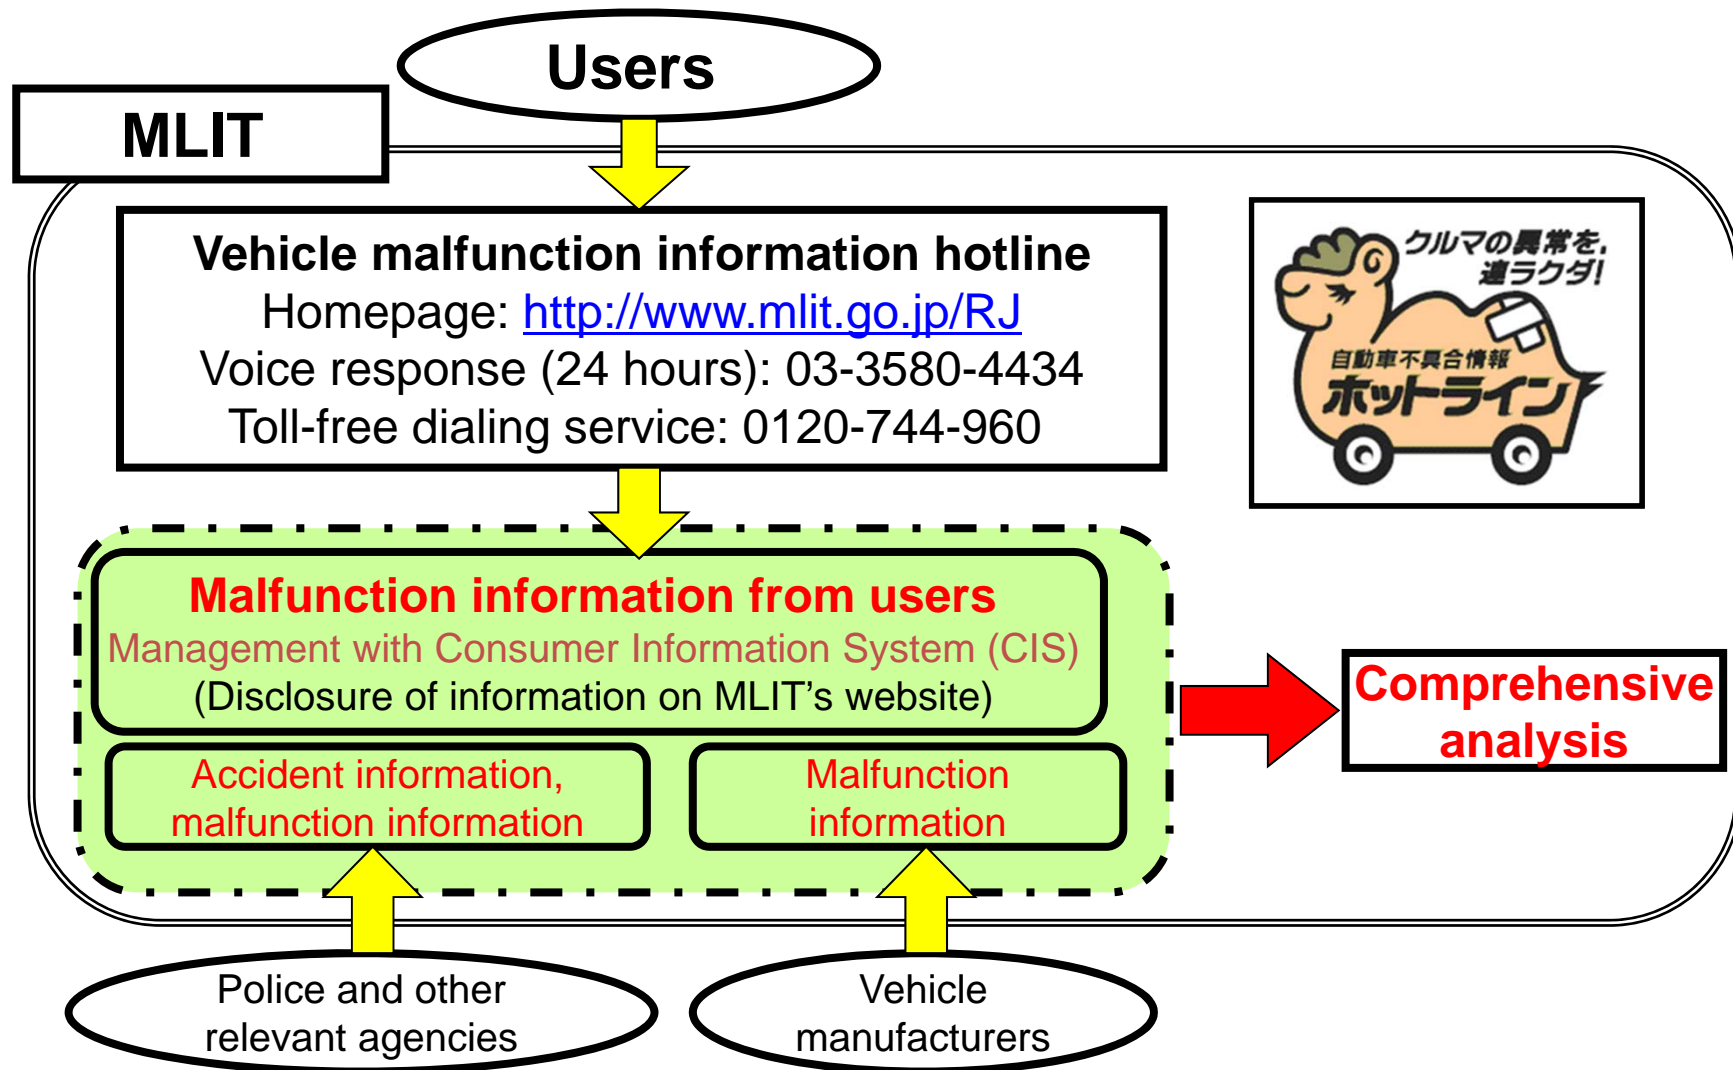 Users
MLIT
Vehicle malfunction information hotline
Homepage: http://www.mlit.go.jp/RJ
Voice response (24 hours): 03-3580-4434
Toll-free dialing service: 0120-744-960
クルマの異常を,
連ラクダ!
自動車不具合情報
ホットライン
Malfunction information from users
Management with Consumer Information System (CIS)
(Disclosure of information on MLIT’s website)
Accident information,
malfunction information
Malfunction
information
Comprehensive
analysis
Police and other
relevant agencies
Vehicle
manufacturers